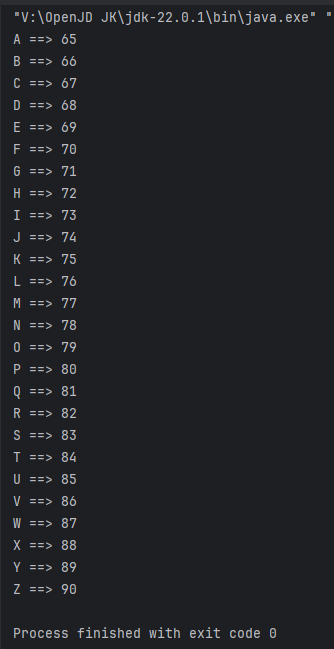 "V:\OpenJD JK\jdk-22.0.1\bin\java.exe" "
A ==> 65
B ==> 66
C ==> 67
D ==> 68
E ==> 69
F ==> 70
G ==> 71
H ==> 72
I ==> 73
J ==> 74
K ==> 75
L ==> 76
M ==> 77
N ==> 78
O ==> 79
P ==> 80
Q ==> 81
R ==> 82
S ==> 83
T ==> 84
U ==> 85
V ==> 86
W ==> 87
X ==> 88
Y ==> 89
Z ==> 90
Process finished with exit code 0